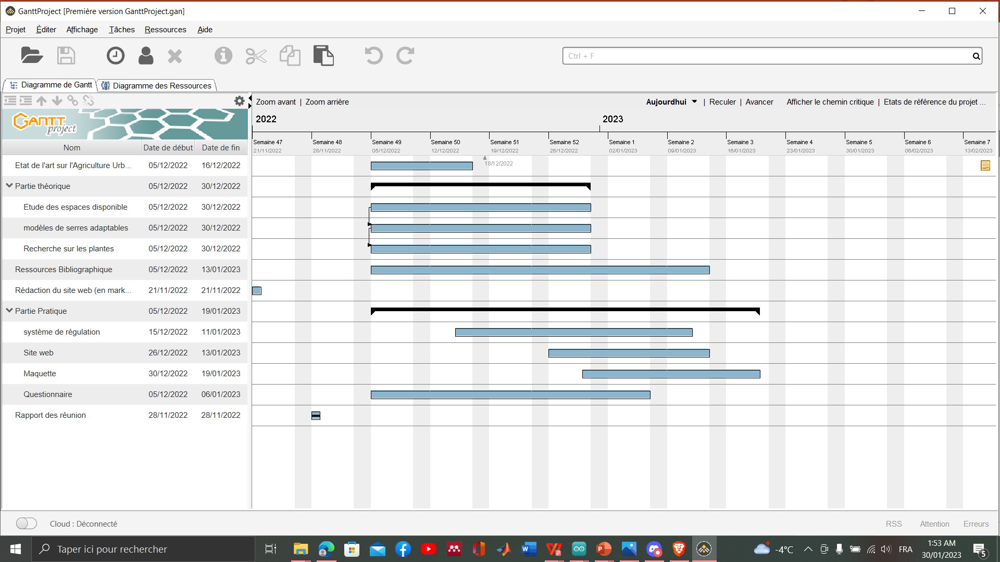 GanttProject [Première version GanttProject.gan]
Projet Éditer Affichage Tâches Ressources Aide
Ctrl + F
Diagramme de Gantt Diagramme des Ressources
Zoom avant | Zoom arrière Aujourdhui | Reculer | Avancer Afficher le chemin critique | Etats de référence du projet ...
GANTT project
2022 2023
Semaine 47 Semaine 48 Semaine 49 Semaine 50 Semaine 51 Semaine 52 Semaine 1 Semaine 2 Semaine 3 Semaine 4 Semaine 5 Semaine 6 Semaine 7
21/11/2022 28/11/2022 05/12/2022 12/12/2022 19/12/2022 26/12/2022 02/01/2023 09/01/2023 16/01/2023 23/01/2023 30/01/2023 06/02/2023 13/02/2023
Nom Date de début Date de fin
18/12/2022
Etat de l'art sur l'Agriculture Urb... 05/12/2022 16/12/2022
Partie théorique 05/12/2022 30/12/2022
Etude des espaces disponible 05/12/2022 30/12/2022
modèles de serres adaptables 05/12/2022 30/12/2022
Recherche sur les plantes 05/12/2022 30/12/2022
Ressources Bibliographique 05/12/2022 13/01/2023
Rédaction du site web (en mark... 21/11/2022 21/11/2022
Partie Pratique 05/12/2022 19/01/2023
système de régulation 15/12/2022 11/01/2023
Site web 26/12/2022 13/01/2023
Maquette 30/12/2022 19/01/2023
Questionnaire 05/12/2022 06/01/2023
Rapport des réunion 28/11/2022 28/11/2022
Cloud : Déconnecté RSS Attention Erreurs
Taper ici pour rechercher -4°C FRA 1:53 AM
30/01/2023 5